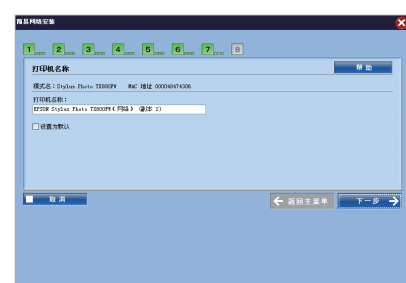 简易网络安装
1 2 3 4 5 6 7 8
打印机名称
帮 助
模式名：Stylus Photo TX800FW MAC 地址 000048474306
打印机名称：
EPSON Stylus Photo TX800FW(网络) (副本 2)
设置为默认
取 消
返回主菜单
下一步